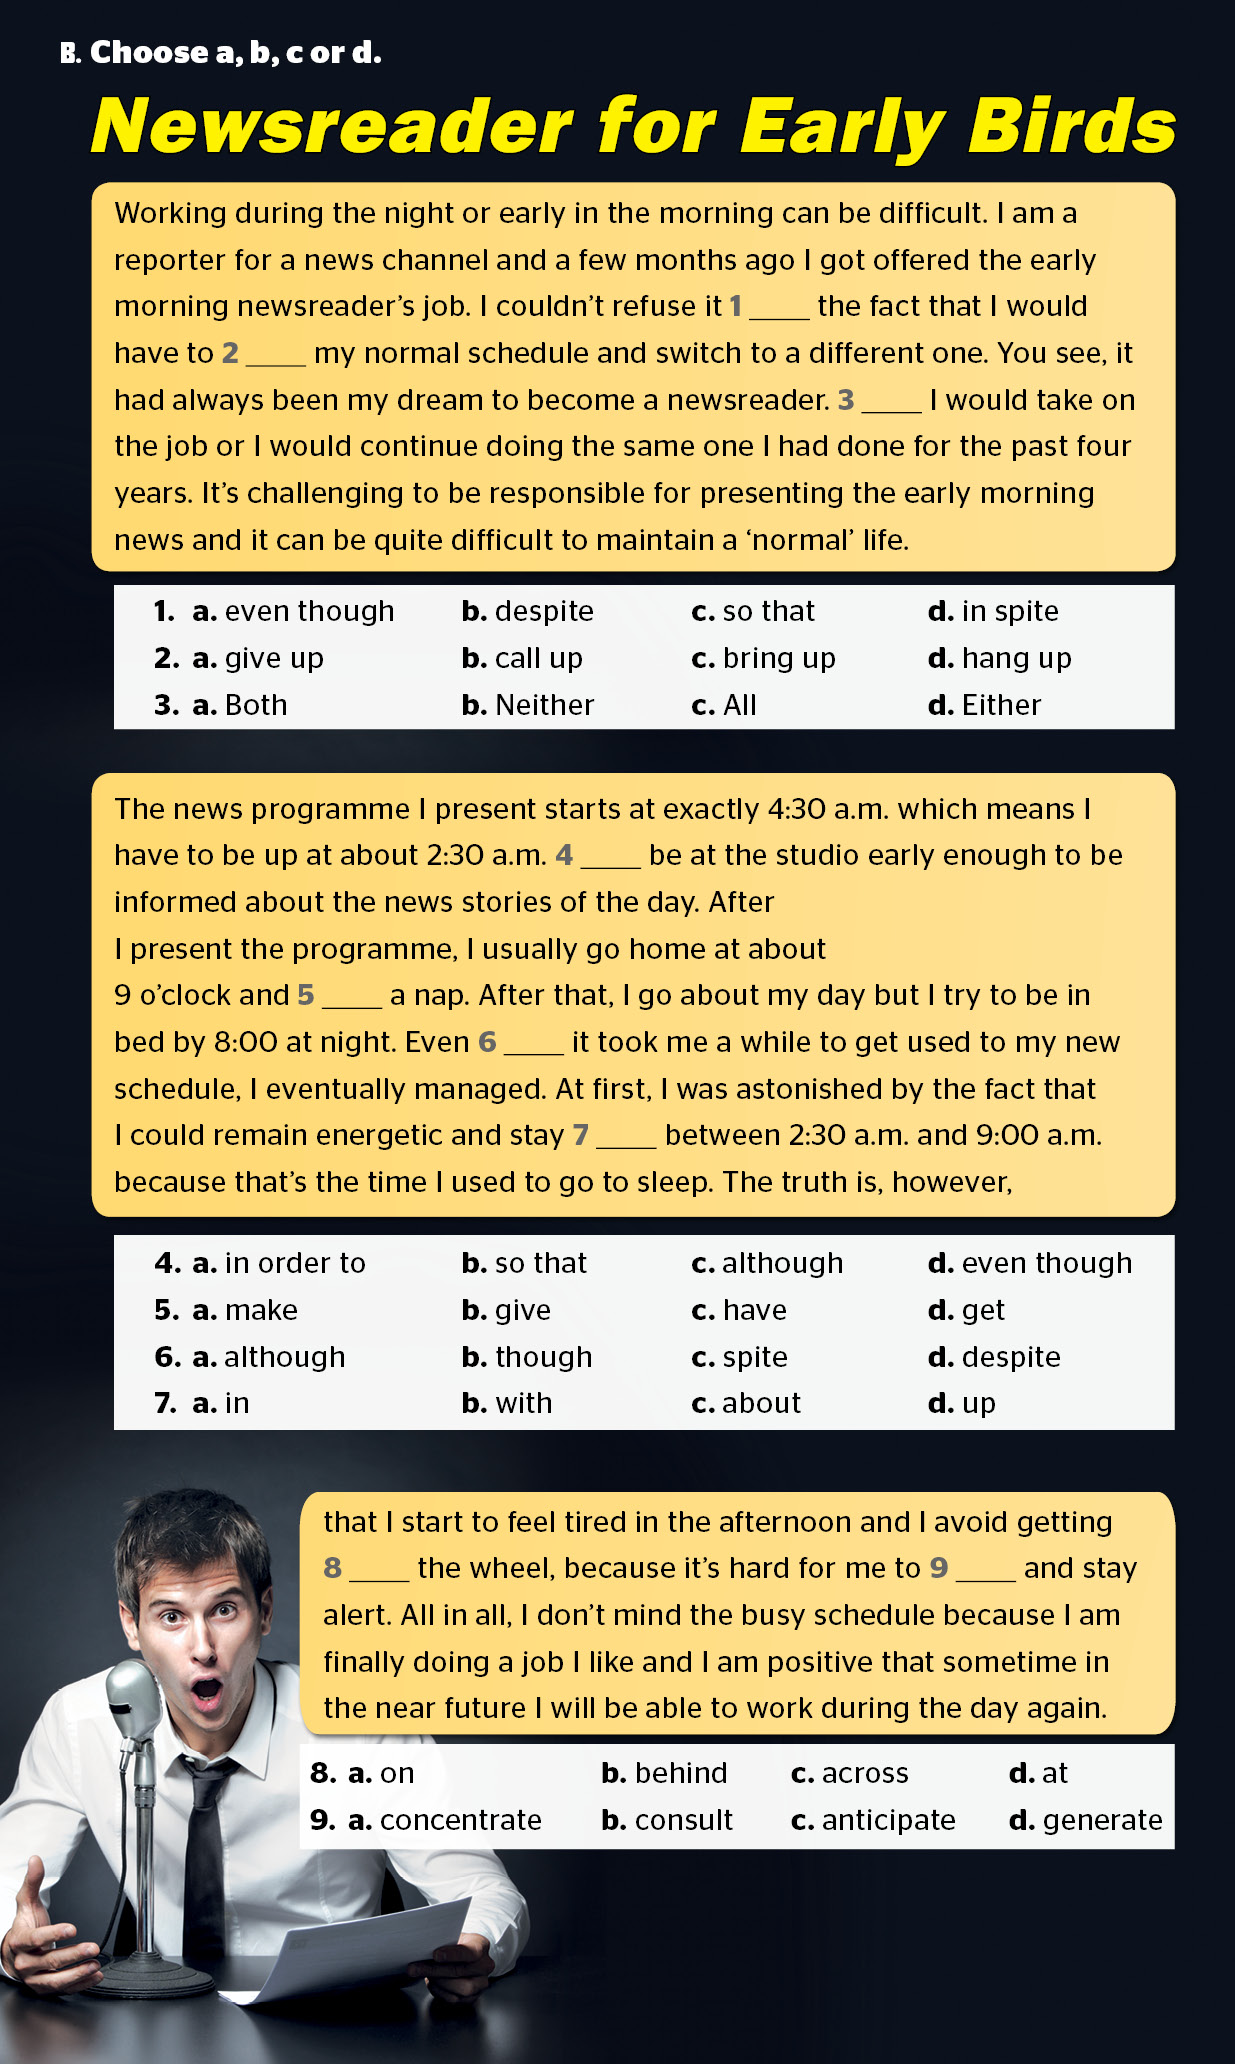 B. Choose a, b, c or d.
Newsreader for Early Birds
Working during the night or early in the morning can be difficult. I am a
reporter for a news channel and a few months ago I got offered the early
morning newsreader's job. I couldn't refuse it 1 ____ the fact that I would
have to 2 ____ my normal schedule and switch to a different one. You see, it
had always been my dream to become a newsreader. 3 ____ I would take on
the job or I would continue doing the same one I had done for the past four
years. It's challenging to be responsible for presenting the early morning
news and it can be quite difficult to maintain a ‘normal’ life.
1. a. even though b. despite c. so that d. in spite
2. a. give up b. call up c. bring up d. hang up
3. a. Both b. Neither c. All d. Either
The news programme I present starts at exactly 4:30 a.m. which means I
have to be up at about 2:30 a.m. 4 ____ be at the studio early enough to be
informed about the news stories of the day. After
I present the programme, I usually go home at about
9 o'clock and 5 ____ a nap. After that, I go about my day but I try to be in
bed by 8:00 at night. Even 6 ____ it took me a while to get used to my new
schedule, I eventually managed. At first, I was astonished by the fact that
I could remain energetic and stay 7 ____ between 2:30 a.m. and 9:00 a.m.
because that's the time I used to go to sleep. The truth is, however,
4. a. in order to b. so that c. although d. even though
5. a. make b. give c. have d. get
6. a. although b. though c. spite d. despite
7. a. in b. with c. about d. up
that I start to feel tired in the afternoon and I avoid getting
8 ____ the wheel, because it's hard for me to 9 ____ and stay
alert. All in all, I don't mind the busy schedule because I am
finally doing a job I like and I am positive that sometime in
the near future I will be able to work during the day again.
8. a. on b. behind c. across d. at
9. a. concentrate b. consult c. anticipate d. generate